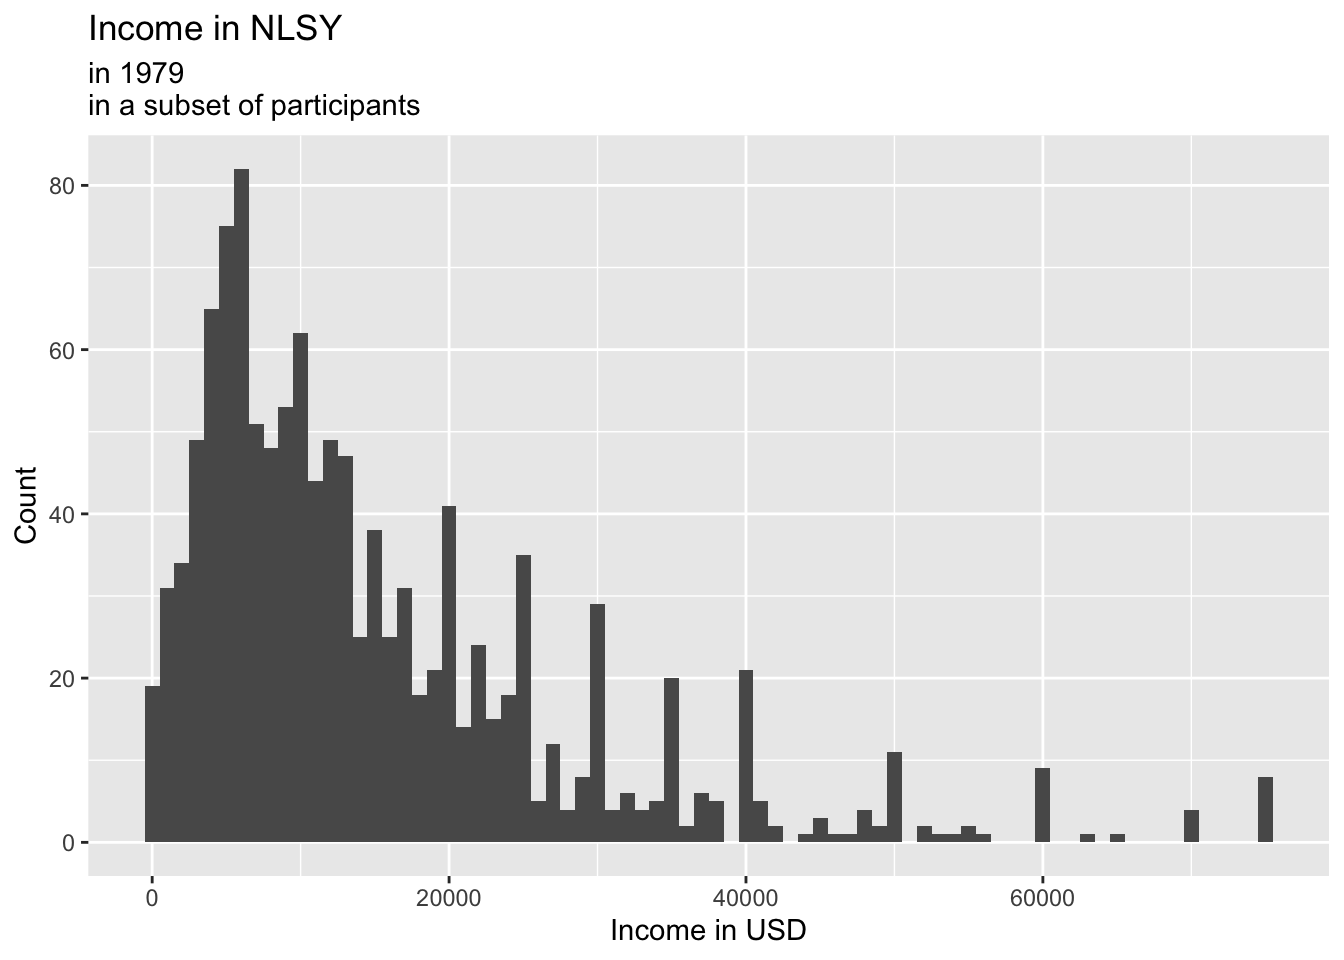 Income in NLSY
in 1979
in a subset of participants
80
60
40
20
0
Count
0 20000 40000 60000
Income in USD